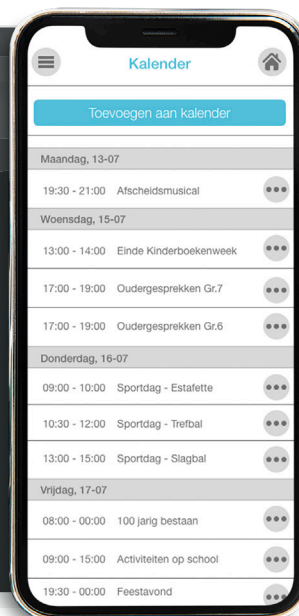 Kalender
Toevoegen aan kalender
Maandag, 13-07
19:30 - 21:00 Afscheidsmusical
Woensdag, 15-07
13:00 - 14:00 Einde Kinderboekenweek
17:00 - 19:00 Oudergesprekken Gr.7
17:00 - 19:00 Oudergesprekken Gr.6
Donderdag, 16-07
09:00 - 10:00 Sportdag - Estafette
10:30 - 12:00 Sportdag - Trefbal
13:00 - 15:00 Sportdag - Slagbal
Vrijdag, 17-07
08:00 - 00:00 100 jarig bestaan
09:00 - 15:00 Activiteiten op school
19:30 - 00:00 Feestavond